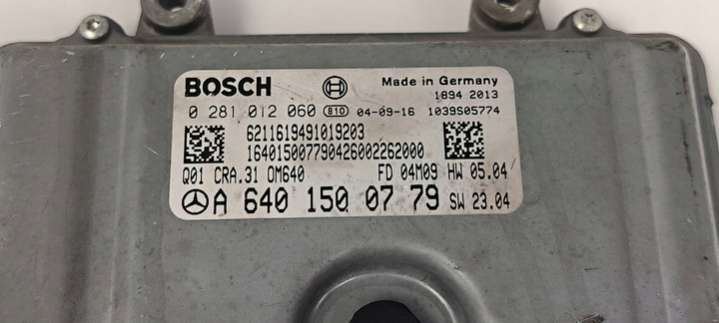 BOSCH Made in Germany
1894 2013
0 281 012 060 810 04-09-16 1039S05774
6211619491019203
164015007790426002262000
Q01 CRA.31 OM640 FD 04M09 HW 05.04
A 640 150 07 79 SW 23.04